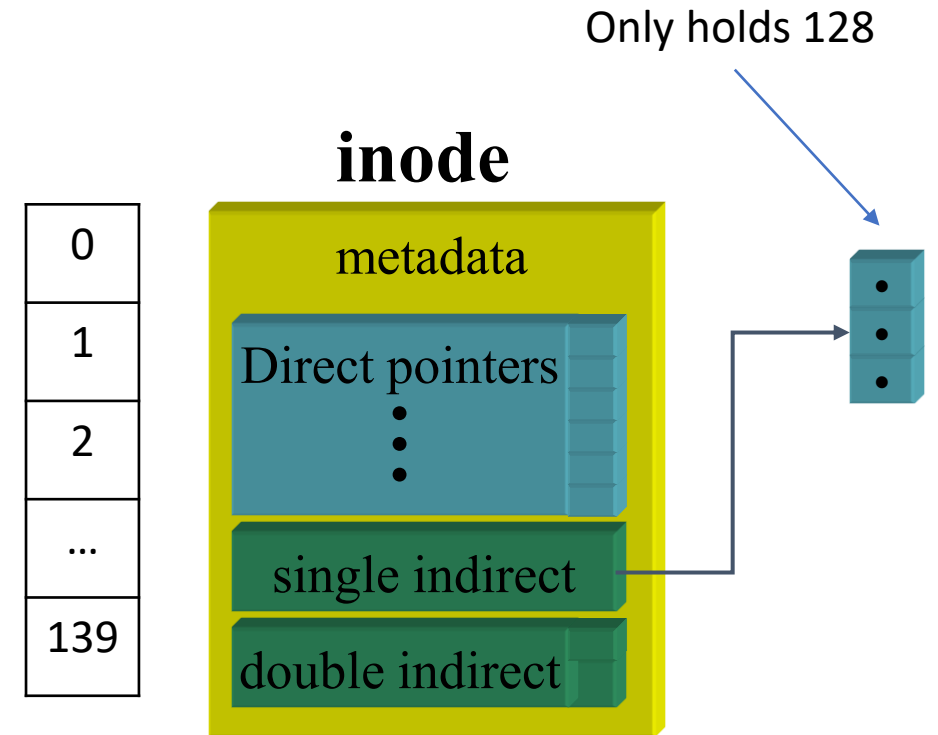 Only holds 128
inode
0
1
2
...
139
metadata
Direct pointers
single indirect
double indirect